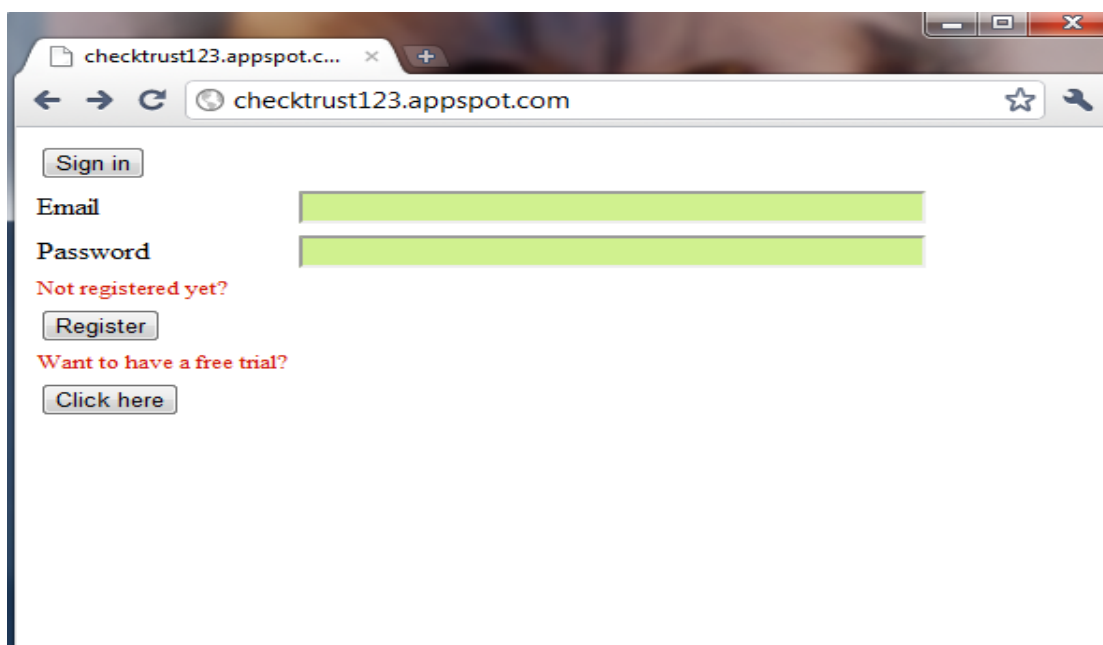 checktrust123.appspot.c...
checktrust123.appspot.com
Sign in
Email
Password
Not registered yet?
Register
Want to have a free trial?
Click here